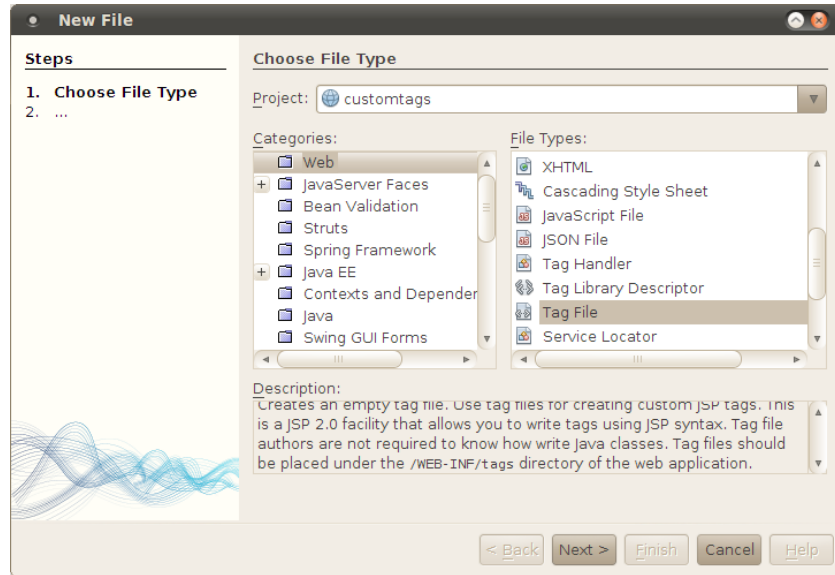 New File
Steps
1. Choose File Type
2. ...
Choose File Type
Project: customtags
Categories:
Web
JavaServer Faces
Bean Validation
Struts
Spring Framework
Java EE
Contexts and Depender
Java
Swing GUI Forms
File Types:
XHTML
Cascading Style Sheet
JavaScript File
JSON File
Tag Handler
Tag Library Descriptor
Tag File
Service Locator
Description:
Creates an empty tag file. Use tag files for creating custom JSP tags. This
is a JSP 2.0 facility that allows you to write tags using JSP syntax. Tag file
authors are not required to know how write Java classes. Tag files should
be placed under the /WEB-INF/tags directory of the web application.
< Back Next > Finish Cancel Help